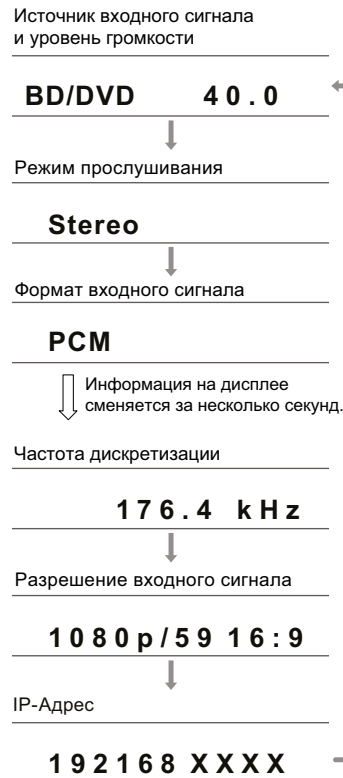 Источник входного сигнала
и уровень громкости
BD/DVD 40.0
Режим прослушивания
Stereo
Формат входного сигнала
PCM
Информация на дисплее
сменяется за несколько секунд.
Частота дискретизации
176.4 kHz
Разрешение входного сигнала
1080p/59 16:9
IP-Адрес
192168 XXXX